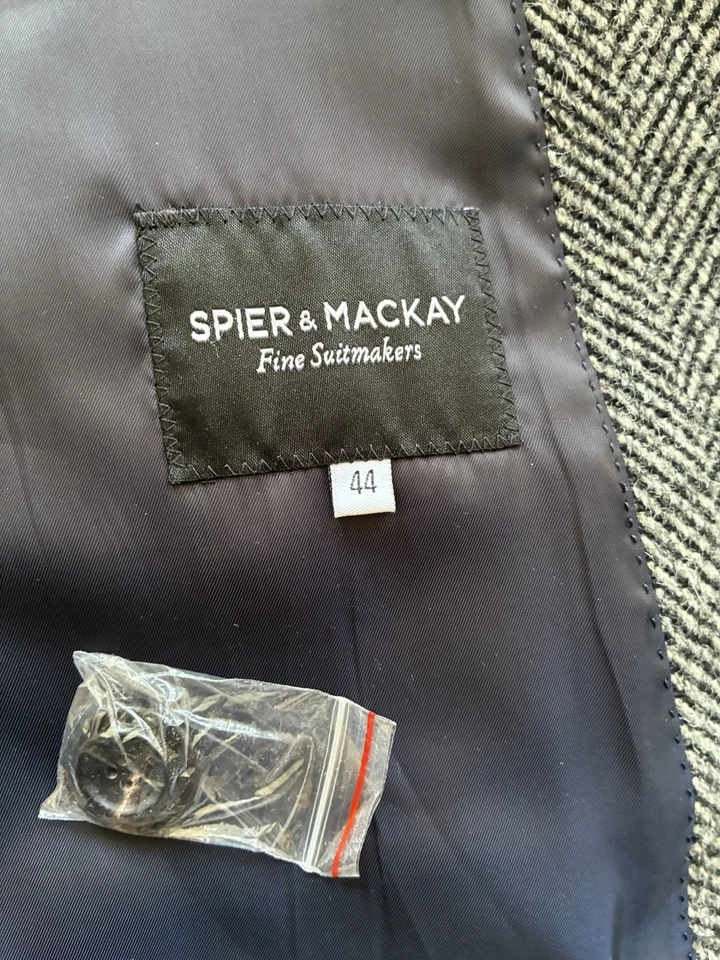 SPIER & MACKAY
Fine Suitmakers
44